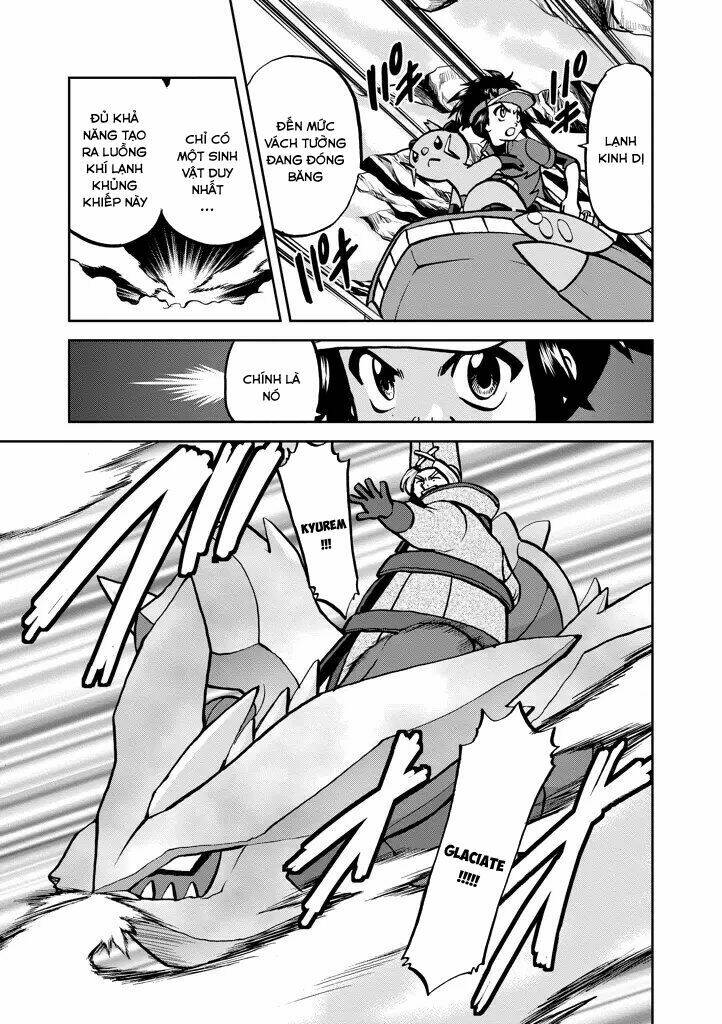 LẠNH
KINH DỊ
ĐẾN MỨC
VÁCH TƯỜNG
ĐANG ĐÓNG
BĂNG
パキ
パキ
パキ
CHỈ CÓ
MỘT SINH
VẬT DUY
NHẤT
...
ĐỦ KHẢ
NĂNG TẠO
RA LUỒNG
KHÍ LẠNH
KHỦNG
KHIẾP NÀY
CHÍNH LÀ
NÓ
KYUREM
!!!
GLACIATE
!!!!!